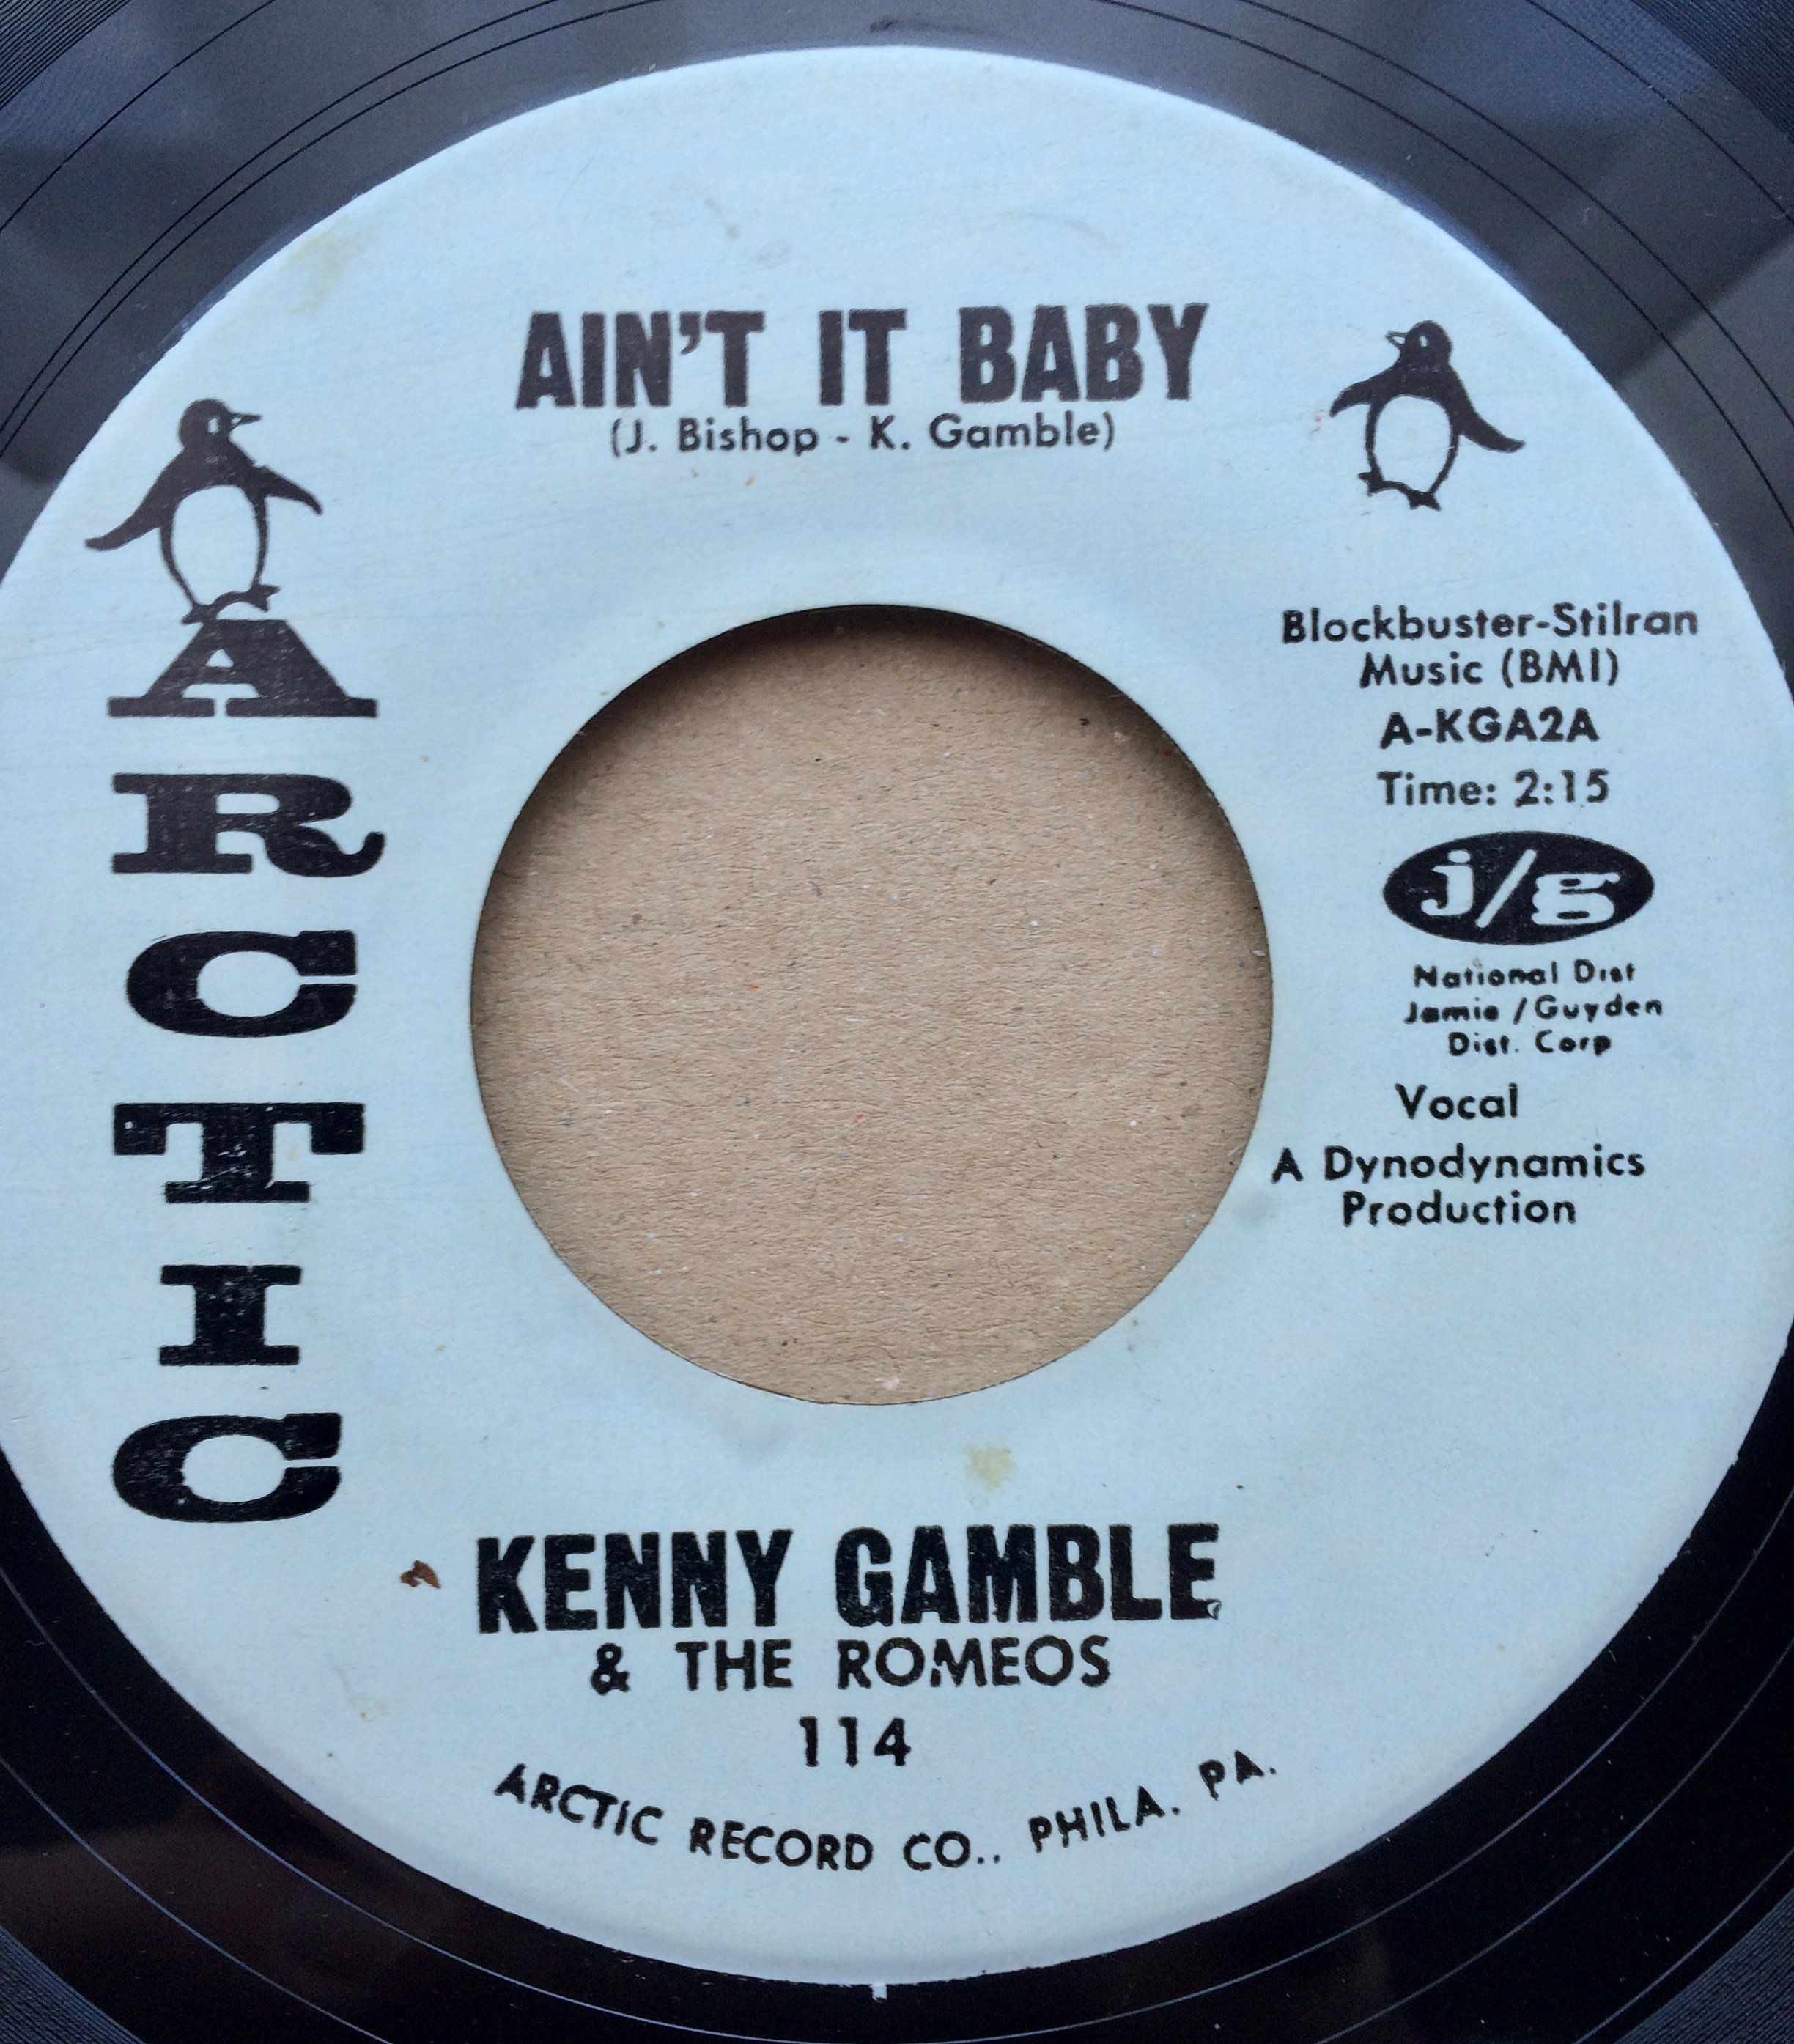 AIN'T IT BABY
(J. Bishop - K. Gamble)
ARCTIC
Blockbuster-Stilran
Music (BMI)
A-KGA2A
Time: 2:15
j/g
National Dist
Jamie / Guyden
Dist. Corp
Vocal
A Dynodynamics
Production
KENNY GAMBLE
& THE ROMEOS
114
ARCTIC RECORD CO.. PHILA. PA.